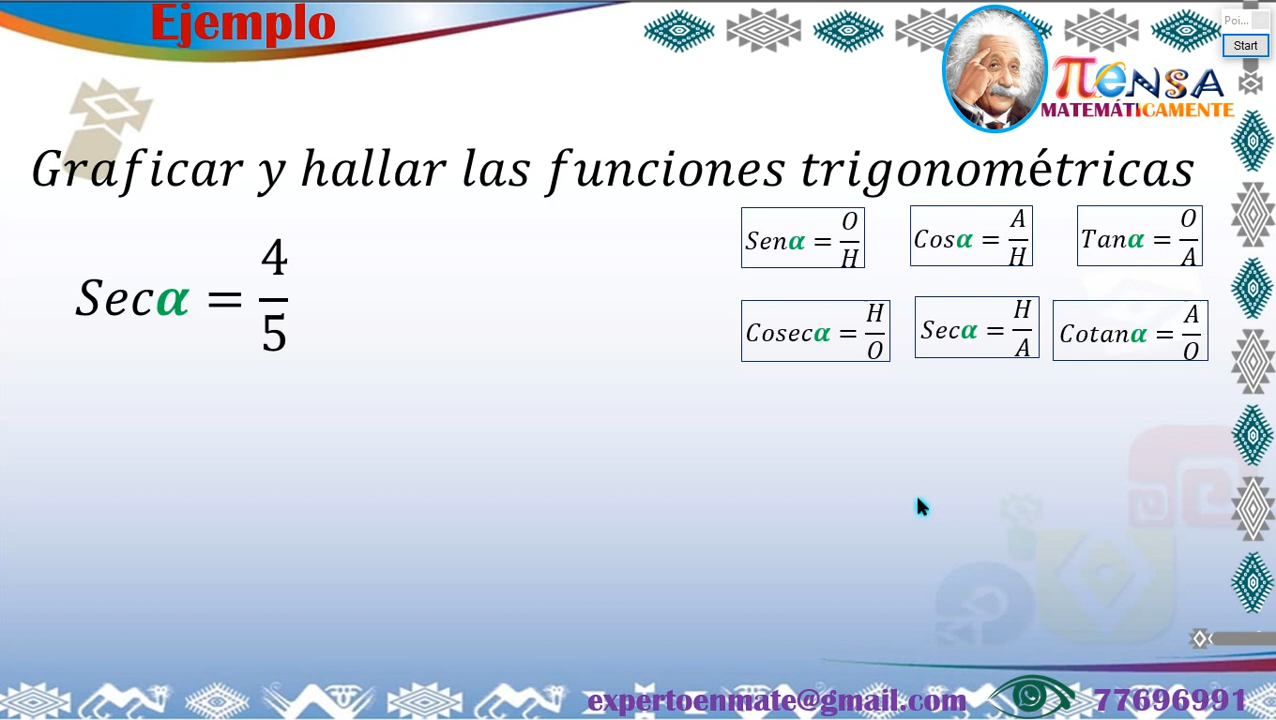 Ejemplo
Poi...
Start
πENSA
MATEMÁTICAMENTE
Graficar y hallar las funciones trigonométricas
Secα = 4/5
Senα = O/H
Cosα = A/H
Tanα = O/A
Cosecα = H/O
Secα = H/A
Cotanα = A/O
expertoenmate@gmail.com 77696991